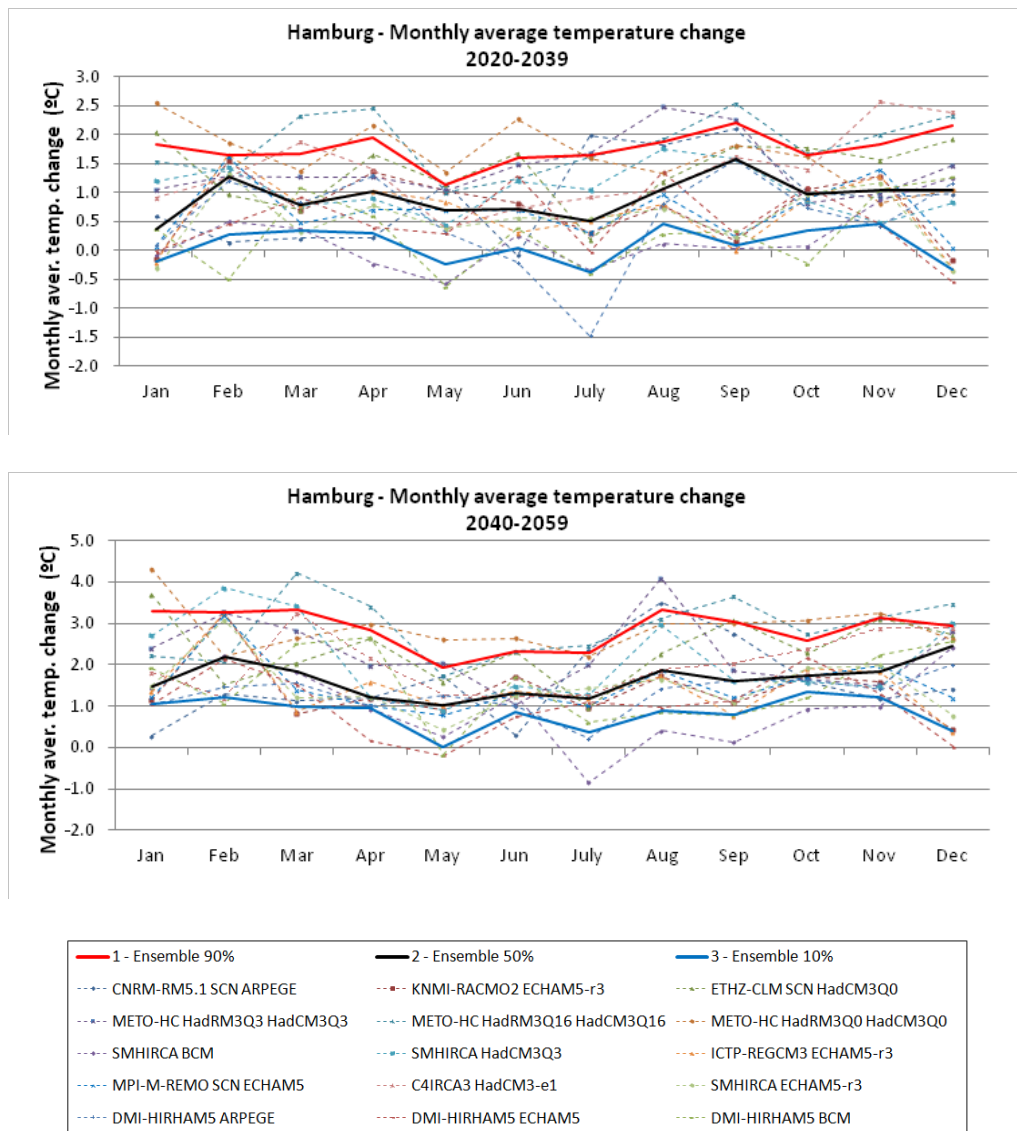 Hamburg - Monthly average temperature change
2020-2039
Monthly aver. temp. change (ºC)
3.0
2.5
2.0
1.5
1.0
0.5
0.0
-0.5
-1.0
-1.5
-2.0
Jan Feb Mar Apr May Jun July Aug Sep Oct Nov Dec
Hamburg - Monthly average temperature change
2040-2059
Monthly aver. temp. change (ºC)
5.0
4.0
3.0
2.0
1.0
0.0
-1.0
-2.0
Jan Feb Mar Apr May Jun July Aug Sep Oct Nov Dec
1 - Ensemble 90% 2 - Ensemble 50% 3 - Ensemble 10%
CNRM-RM5.1 SCN ARPEGE KNMI-RACMO2 ECHAM5-r3 ETHZ-CLM SCN HadCM3Q0
METO-HC HadRM3Q3 HadCM3Q3 METO-HC HadRM3Q16 HadCM3Q16 METO-HC HadRM3Q0 HadCM3Q0
SMHIRCA BCM SMHIRCA HadCM3Q3 ICTP-REGCM3 ECHAM5-r3
MPI-M-REMO SCN ECHAM5 C4IRCA3 HadCM3-e1 SMHIRCA ECHAM5-r3
DMI-HIRHAM5 ARPEGE DMI-HIRHAM5 ECHAM5 DMI-HIRHAM5 BCM